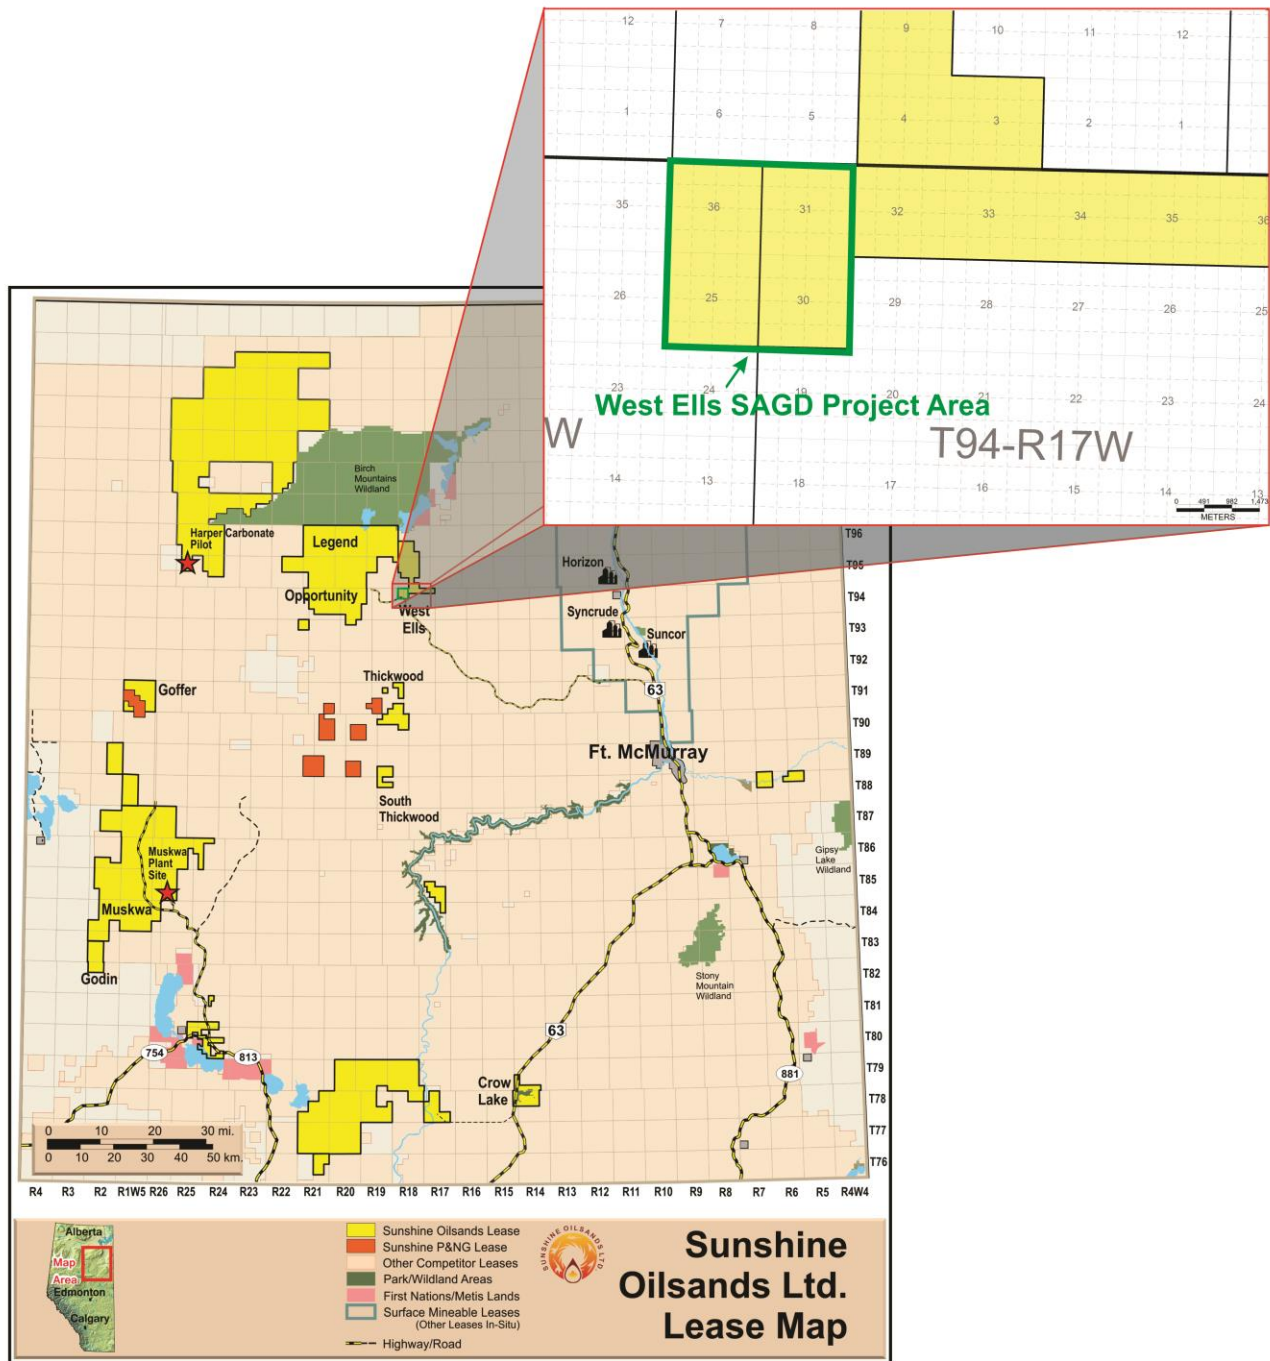 12 7 8 9 10 11 12
1 6 5 4 3 2 1
35 36 31 32 33 34 35 36
26 25 30 29 28 27 26 25
23 24 19 20 21 22 23 24
West Ells SAGD Project Area
W T94-R17W
14 13 18 17 16 15 14 13
0 491 982 1,473
METERS
Birch
Mountains
Wildland
Harper Carbonate
Pilot
Legend
Opportunity
West
Ells
Horizon
Syncrude
Suncor
63
T96
T95
T94
T93
T92
T91
T90
T89
T88
T87
T86
T85
T84
T83
T82
T81
T80
T79
T78
T77
T76
Goffer
Thickwood
Ft. McMurray
South
Thickwood
Muskwa
Plant
Site
Muskwa
Godin
Gipsy
Lake
Wildland
Stony
Mountain
Wildland
63
754
813
881
Crow
Lake
0 10 20 30 mi.
0 10 20 30 40 50 km.
R4 R3 R2 R1W5 R26 R25 R24 R23 R22 R21 R20 R19 R18 R17 R16 R15 R14 R13 R12 R11 R10 R9 R8 R7 R6 R5 R4W4
Alberta
Map
Area
Edmonton
Calgary
Sunshine Oilsands Lease
Sunshine P&NG Lease
Other Competitor Leases
Park/Wildland Areas
First Nations/Metis Lands
Surface Mineable Leases
(Other Leases In-Situ)
Highway/Road
SUNSHINE OILSANDS LTD
Sunshine
Oilsands Ltd.
Lease Map